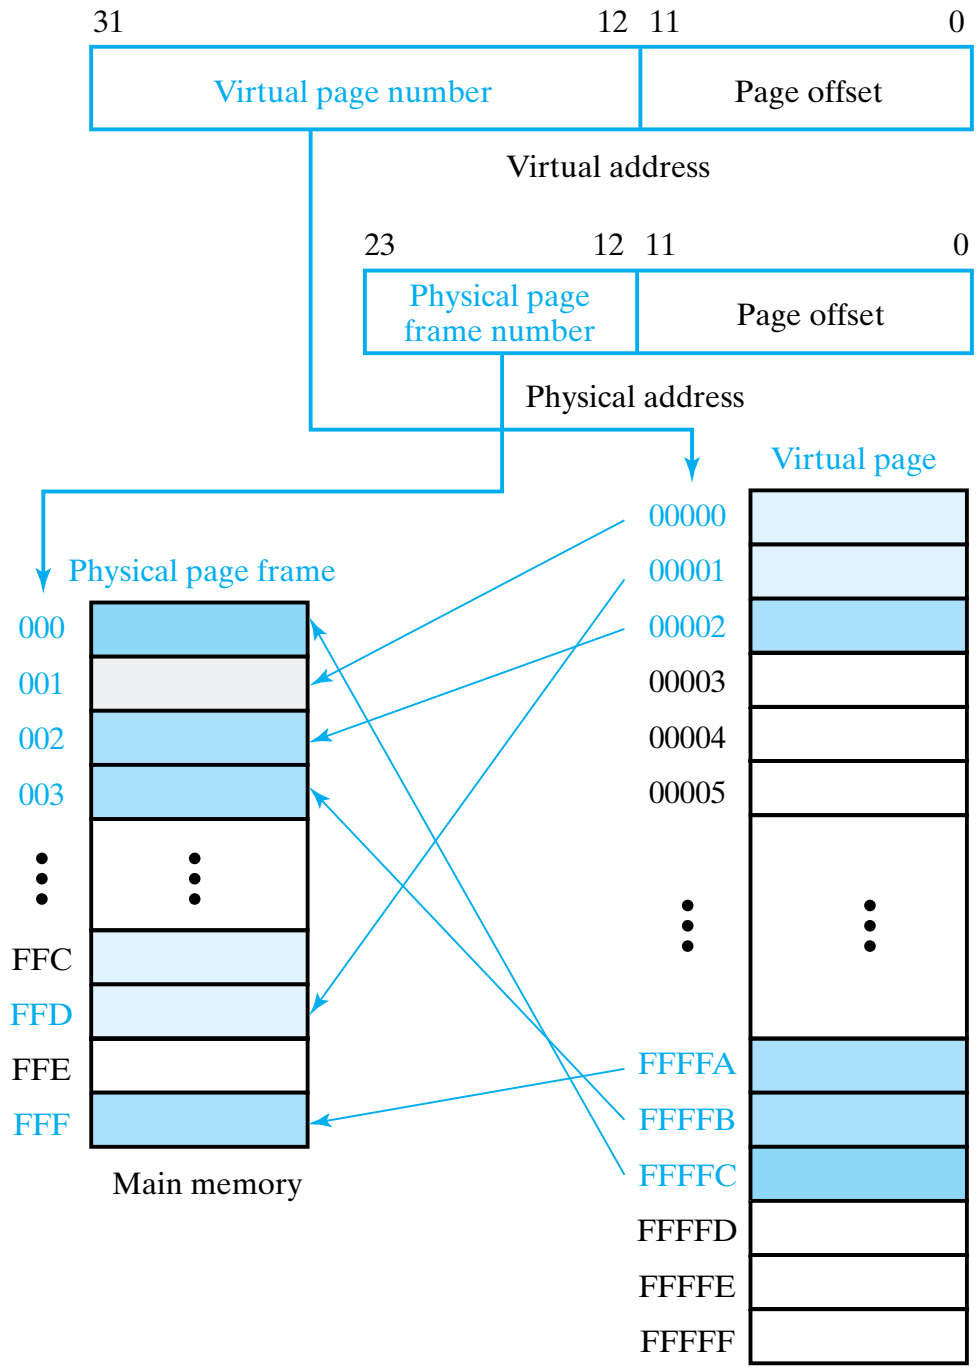 31 12 11 0
Virtual page number Page offset
Virtual address
23 12 11 0
Physical page
frame number
Page offset
Physical address
Virtual page
00000
00001
00002
00003
00004
00005
FFFFA
FFFFB
FFFFC
FFFFD
FFFFE
FFFFF
Physical page frame
000
001
002
003
FFC
FFD
FFE
FFF
Main memory